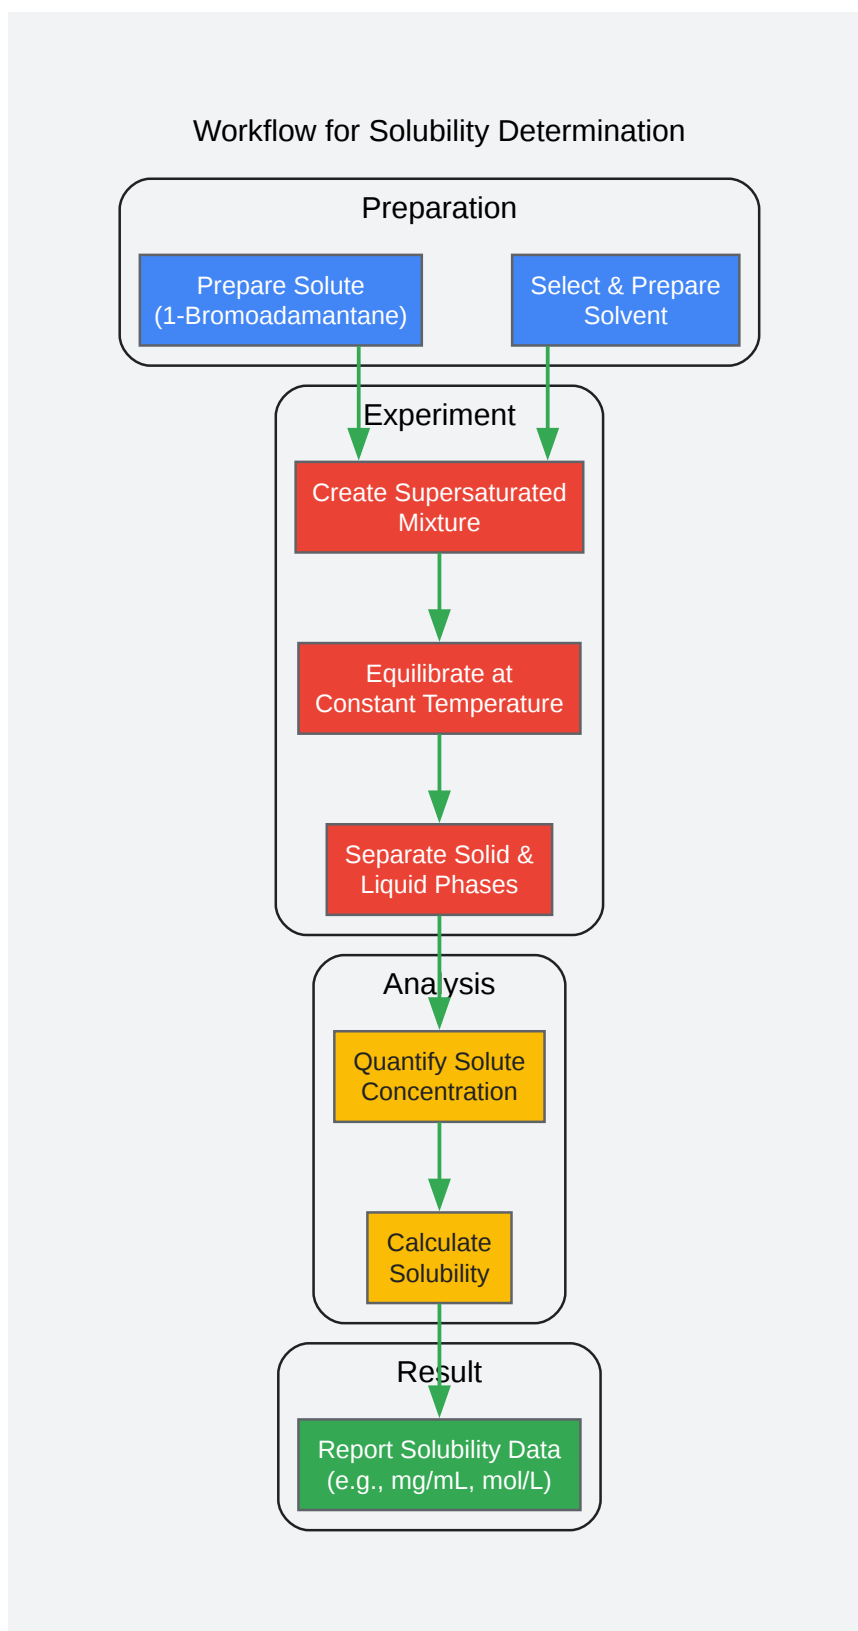 Workflow for Solubility Determination
Preparation
Prepare Solute
(1-Bromoadamantane)
Select & Prepare
Solvent
Experiment
Create Supersaturated
Mixture
Equilibrate at
Constant Temperature
Separate Solid &
Liquid Phases
Analysis
Quantify Solute
Concentration
Calculate
Solubility
Result
Report Solubility Data
(e.g., mg/mL, mol/L)